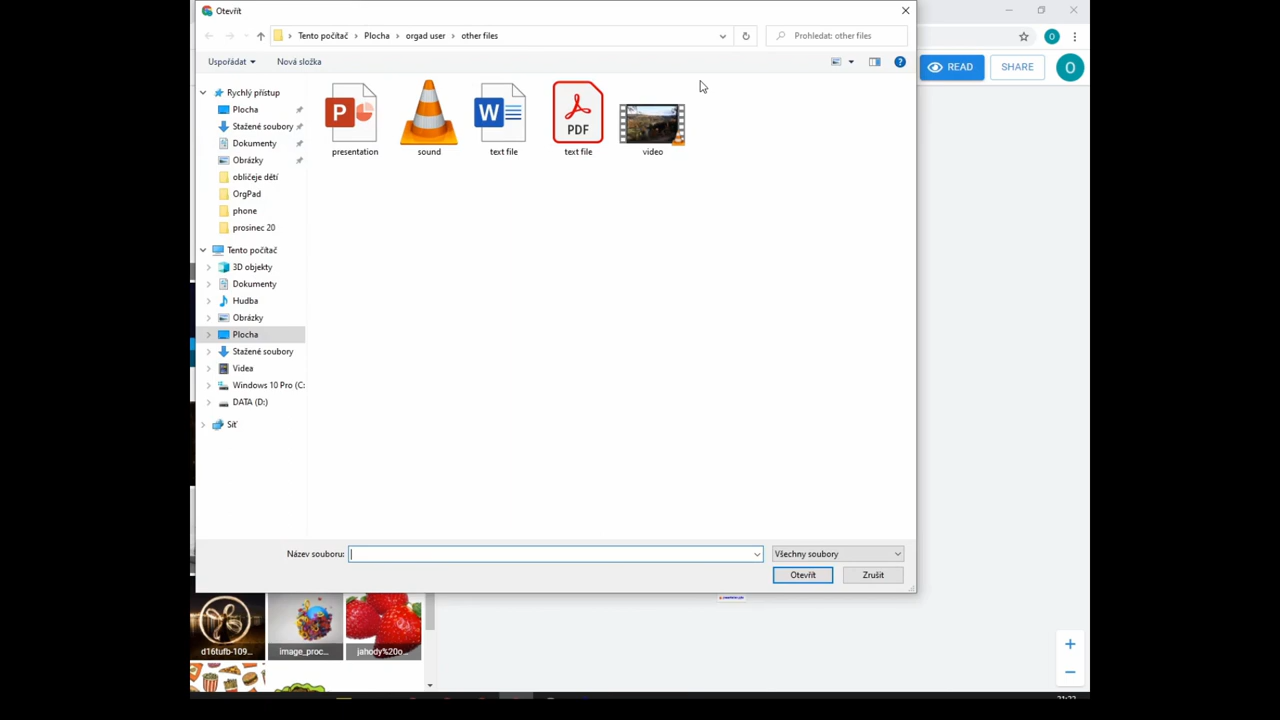 Otevřít
Tento počítač
Plocha
orgad user
other files
Prohledat: other files
Uspořádat
Nová složka
READ
SHARE
O
O
Rychlý přístup
Plocha
Stažené soubory
Dokumenty
Obrázky
obličeje dětí
OrgPad
phone
prosinec 20
Tento počítač
3D objekty
Dokumenty
Hudba
Obrázky
Plocha
Stažené soubory
Videa
Windows 10 Pro (C:
DATA (D:)
Síť
P
W
PDF
presentation
sound
text file
text file
video
Název souboru:
Všechny soubory
Otevřít
Zrušit
d16tufb-109...
image_proc...
jahody%20o...